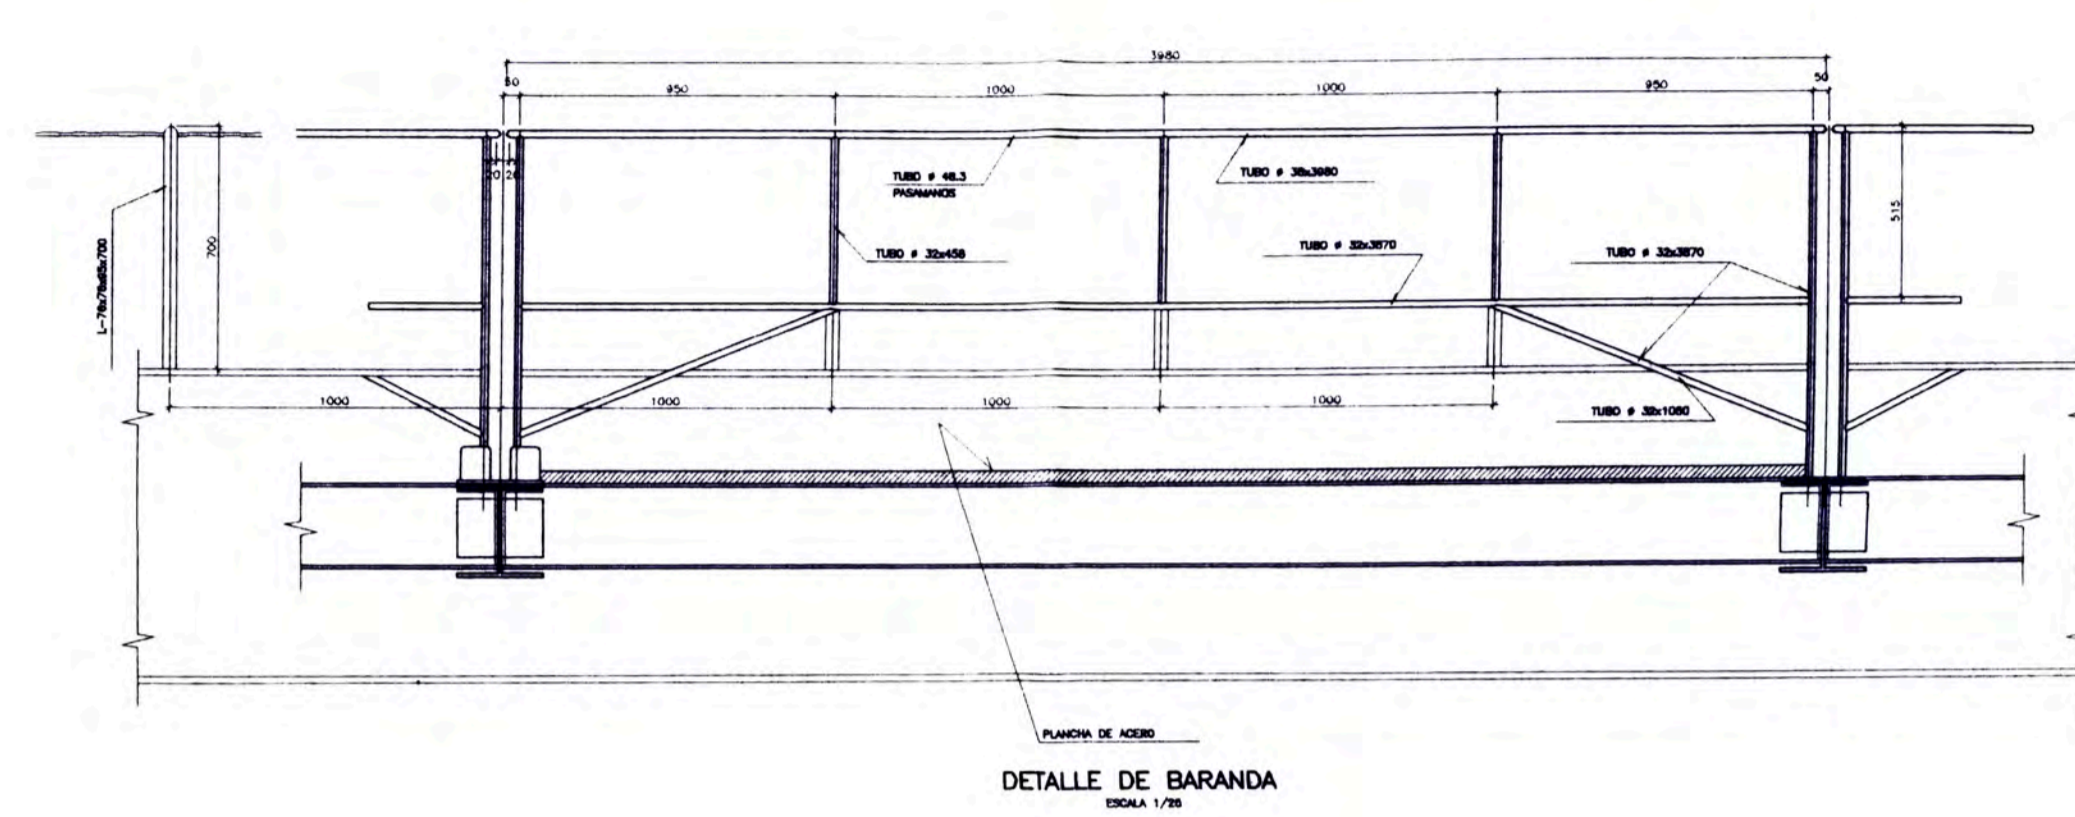 3980
50
950
1000
1000
950
50
20
20
TUBO ø 48.3
PASAMANOS
TUBO ø 38x3980
515
700
L-76x76x95x700
TUBO ø 32x458
TUBO ø 32x3870
TUBO ø 32x3870
1000
1000
1000
1000
TUBO ø 32x1080
PLANCHA DE ACERO
DETALLE DE BARANDA
ESCALA 1/25